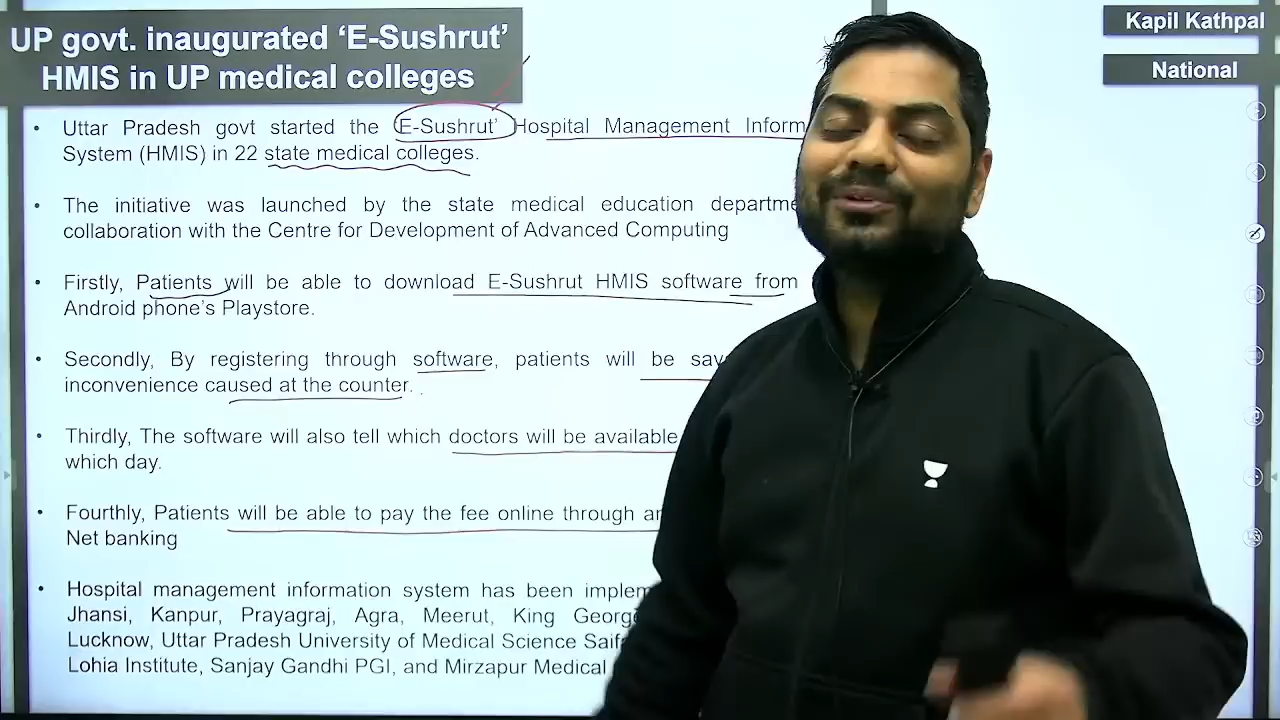 UP govt. inaugurated ‘E-Sushrut’
HMIS in UP medical colleges
Kapil Kathpal
National
• Uttar Pradesh govt started the E-Sushrut’ Hospital Management Inform
System (HMIS) in 22 state medical colleges.
• The initiative was launched by the state medical education departme
collaboration with the Centre for Development of Advanced Computing
• Firstly, Patients will be able to download E-Sushrut HMIS software from
Android phone’s Playstore.
• Secondly, By registering through software, patients will be sav
inconvenience caused at the counter.
• Thirdly, The software will also tell which doctors will be available
which day.
• Fourthly, Patients will be able to pay the fee online through an
Net banking
• Hospital management information system has been implem
Jhansi, Kanpur, Prayagraj, Agra, Meerut, King George
Lucknow, Uttar Pradesh University of Medical Science Saifa
Lohia Institute, Sanjay Gandhi PGI, and Mirzapur Medical